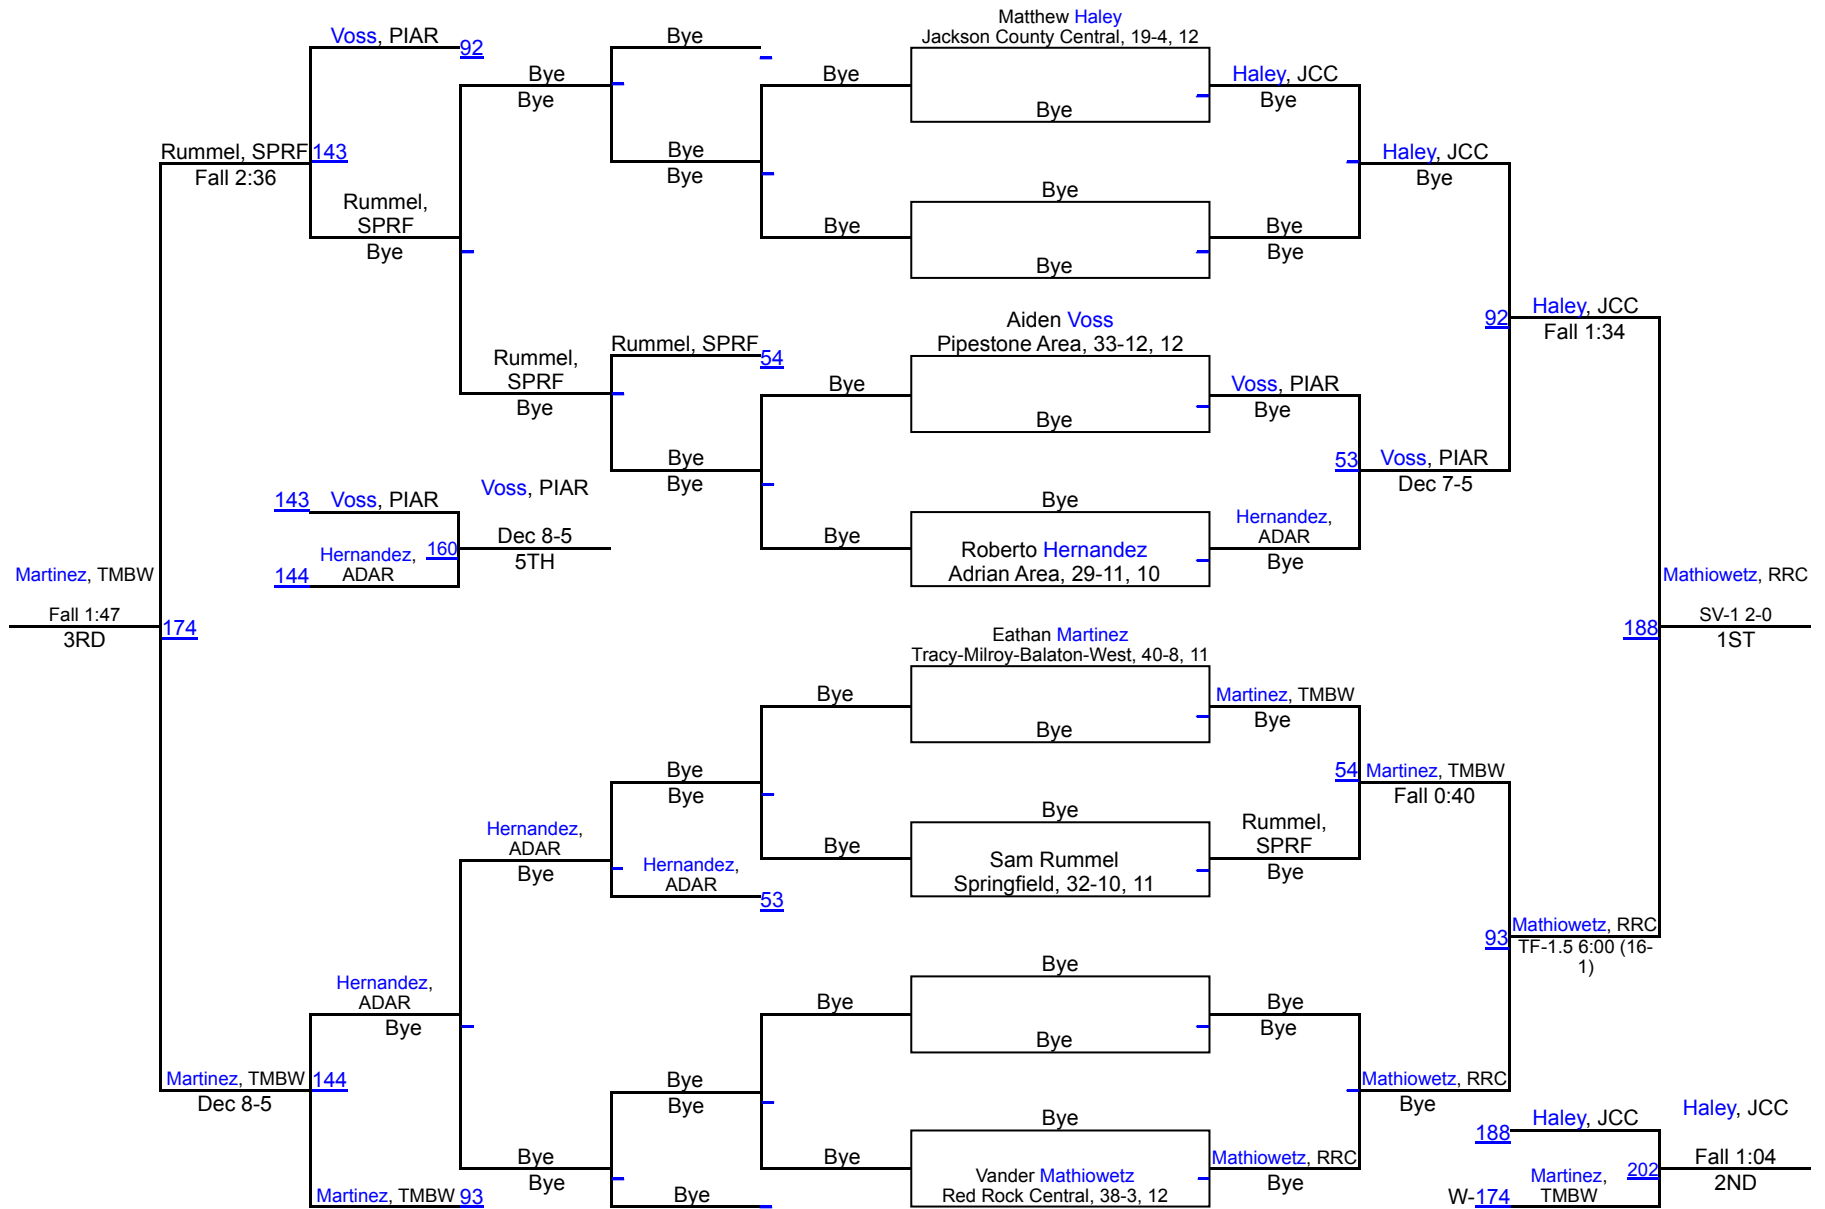 Matthew Haley
Jackson County Central, 19-4, 12
Voss, PIAR
92
Bye
Bye
Bye
Bye
Bye
Haley, JCC
Bye
Rummel, SPRF
143
Fall 2:36
Bye
Bye
Haley, JCC
Bye
Rummel,
SPRF
Bye
Bye
Bye
Bye
Bye
Bye
Aiden Voss
Pipestone Area, 33-12, 12
92
Haley, JCC
Fall 1:34
Rummel, SPRF
54
Rummel,
SPRF
Bye
Bye
Bye
Voss, PIAR
Bye
Bye
Bye
53
Voss, PIAR
Dec 7-5
143
Voss, PIAR
Voss, PIAR
Bye
Hernandez,
ADAR
Bye
144
Hernandez,
ADAR
160
Dec 8-5
5TH
Bye
Roberto Hernandez
Adrian Area, 29-11, 10
Martinez, TMBW
Fall 1:47
3RD
174
Mathiowetz, RRC
188
SV-1 2-0
1ST
Eathan Martinez
Tracy-Milroy-Balaton-West, 40-8, 11
Bye
Bye
Martinez, TMBW
Bye
Bye
Bye
54
Martinez, TMBW
Fall 0:40
Hernandez,
ADAR
Bye
Hernandez,
ADAR
53
Bye
Bye
Sam Rummel
Springfield, 32-10, 11
Rummel,
SPRF
Bye
93
Mathiowetz, RRC
TF-1.5 6:00 (16-
1)
Hernandez,
ADAR
Bye
Bye
Bye
Bye
Bye
Bye
Martinez, TMBW
144
Dec 8-5
Bye
Bye
Mathiowetz, RRC
Bye
Bye
Bye
Bye
Martinez, TMBW
93
Bye
Bye
Vander Mathiowetz
Red Rock Central, 38-3, 12
Mathiowetz, RRC
Bye
188
Haley, JCC
Haley, JCC
W-174
Martinez,
TMBW
202
Fall 1:04
2ND